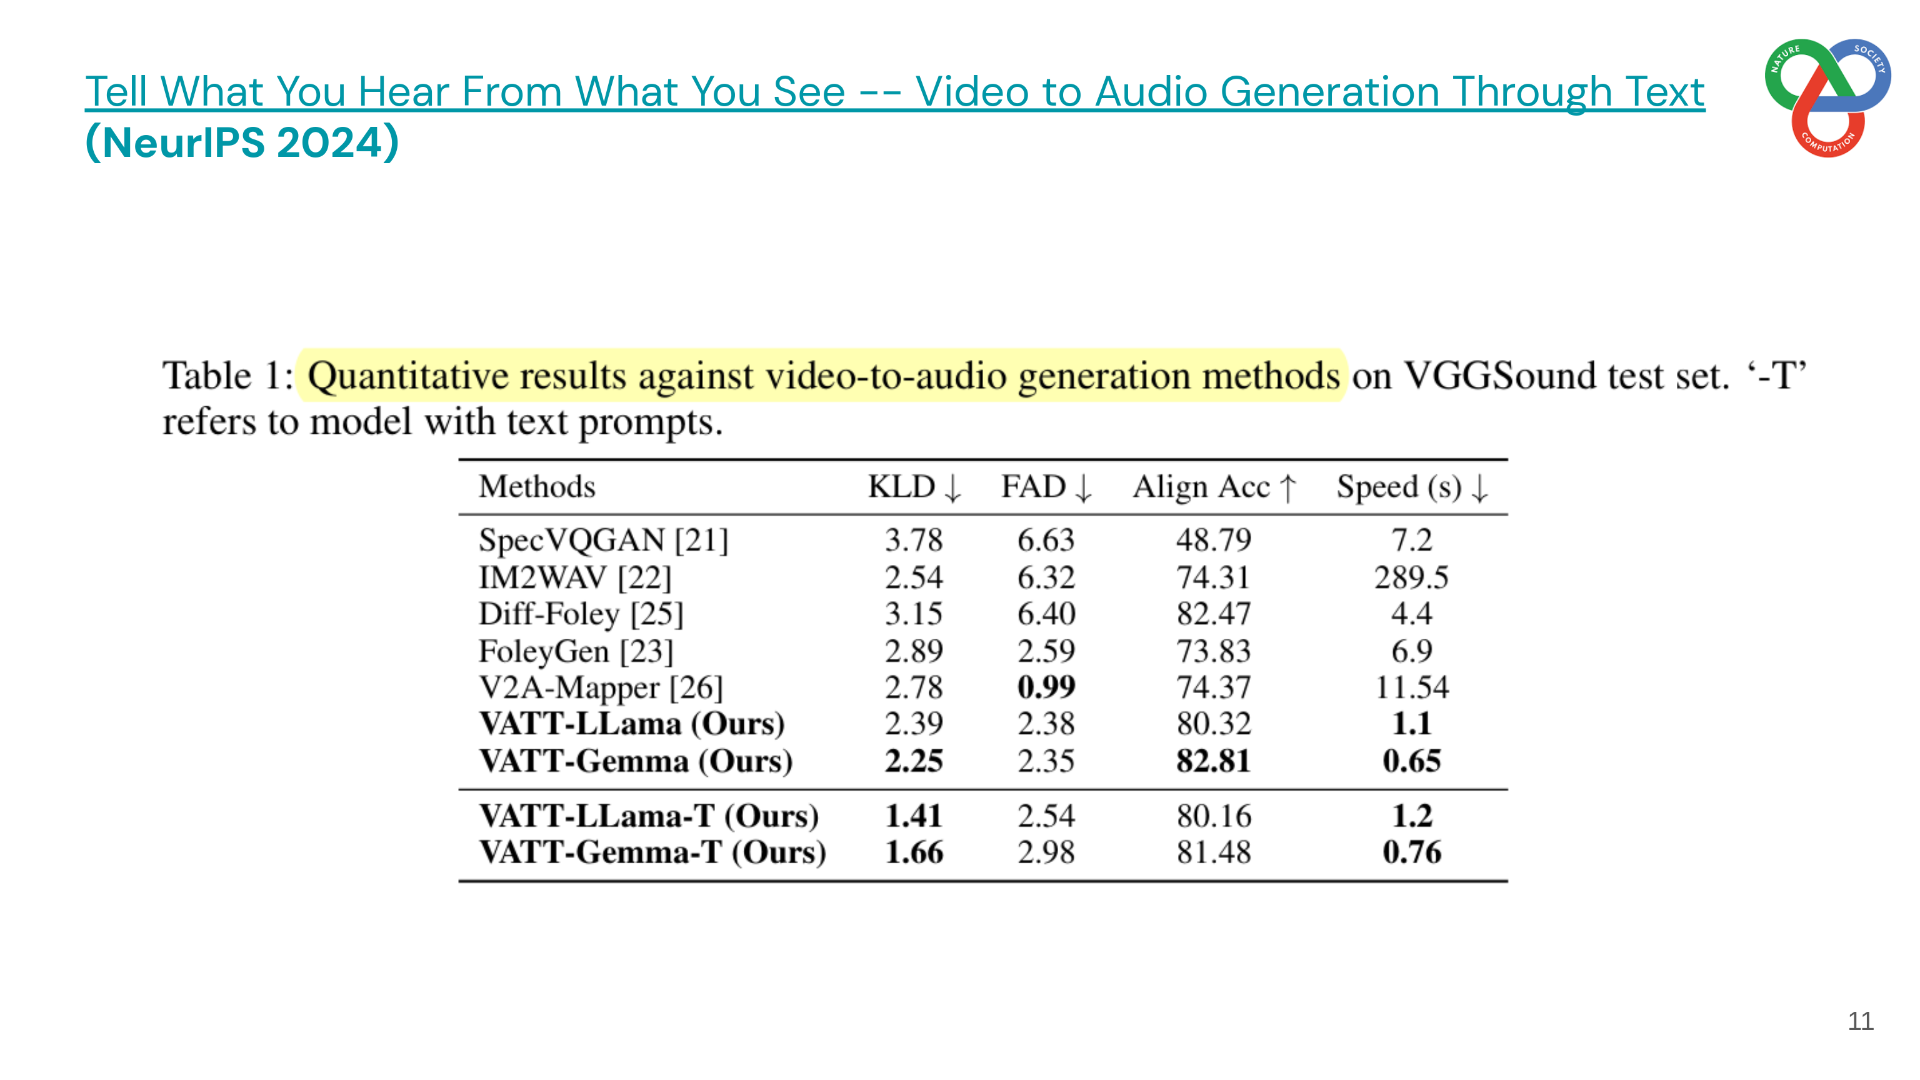 Tell What You Hear From What You See -- Video to Audio Generation Through Text
(NeurIPS 2024)
NATURE
SOCIETY
COMPUTATION
Table 1: Quantitative results against video-to-audio generation methods on VGGSound test set. ‘-T’
refers to model with text prompts.
Methods KLD ↓ FAD ↓ Align Acc ↑ Speed (s) ↓
SpecVQGAN [21] 3.78 6.63 48.79 7.2
IM2WAV [22] 2.54 6.32 74.31 289.5
Diff-Foley [25] 3.15 6.40 82.47 4.4
FoleyGen [23] 2.89 2.59 73.83 6.9
V2A-Mapper [26] 2.78 0.99 74.37 11.54
VATT-LLama (Ours) 2.39 2.38 80.32 1.1
VATT-Gemma (Ours) 2.25 2.35 82.81 0.65
VATT-LLama-T (Ours) 1.41 2.54 80.16 1.2
VATT-Gemma-T (Ours) 1.66 2.98 81.48 0.76
11